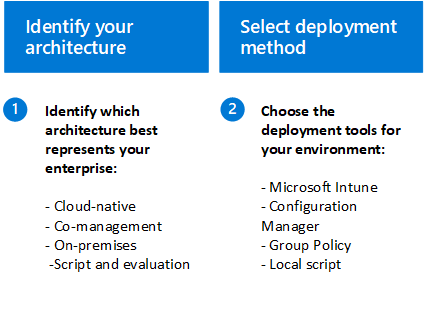 Identify your
architecture
Select deployment
method
1
Identify which
architecture best
represents your
enterprise:
- Cloud-native
- Co-management
- On-premises
-Script and evaluation
2
Choose the
deployment tools for
your environment:
- Microsoft Intune
- Configuration
Manager
- Group Policy
- Local script